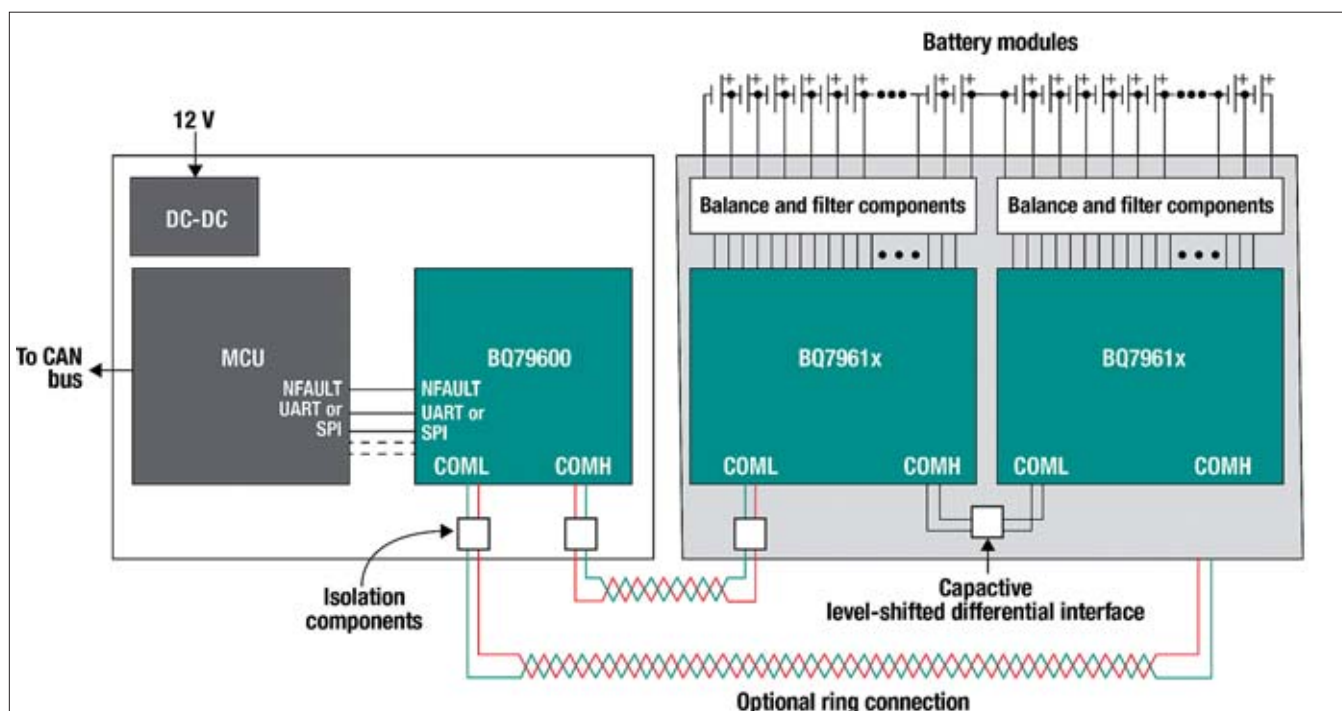 Battery modules
12 V
DC-DC
Balance and filter components
Balance and filter components
To CAN
bus
MCU
NFAULT
UART or
SPI
BQ79600
NFAULT
UART or
SPI
COML
COMH
BQ7961x
COML
COMH
BQ7961x
COML
COMH
Isolation
components
Capactive
level-shifted differential interface
Optional ring connection